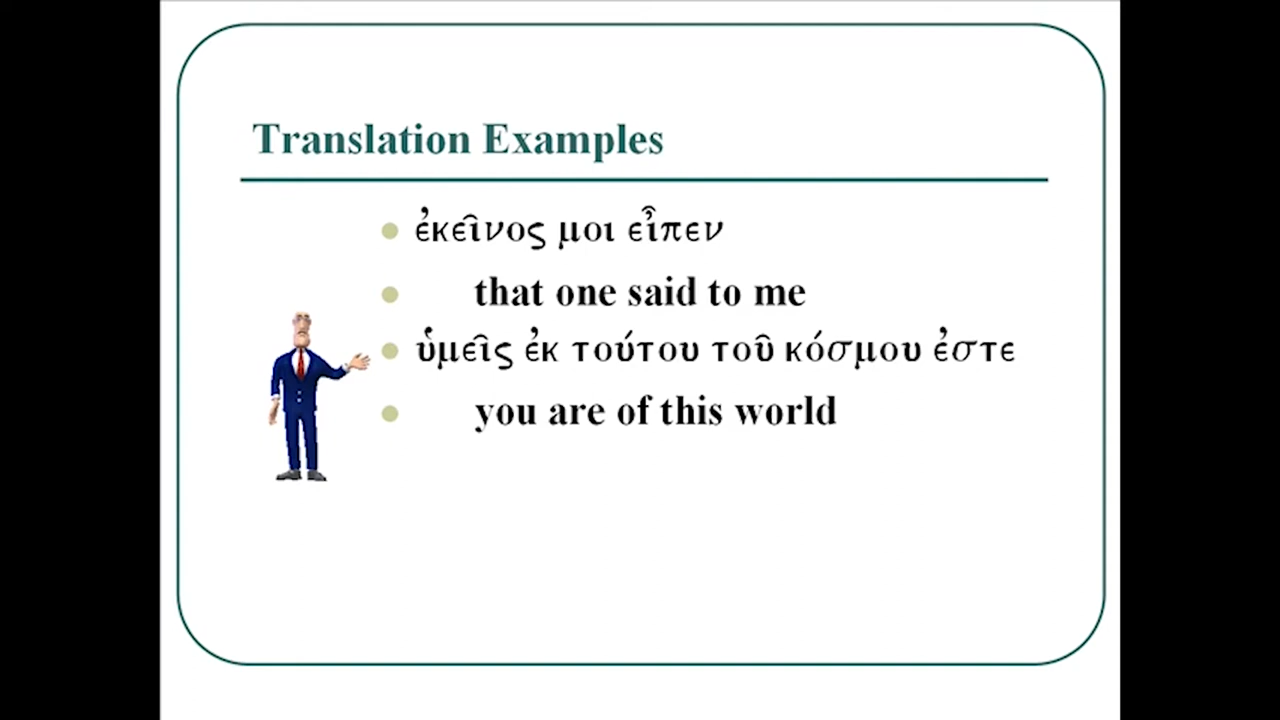 Translation Examples
ἐκεῖνος μοι εἶπεν
that one said to me
ὑμεῖς ἐκ τούτου τοῦ κόσμου ἐστε
you are of this world